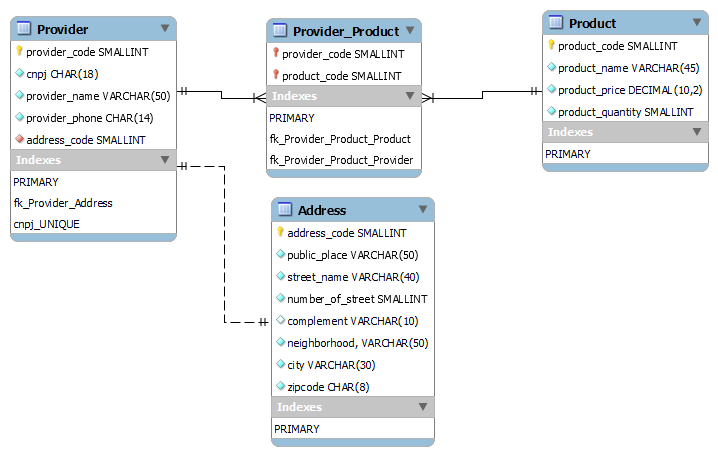 Provider
provider_code SMALLINT
cnpj CHAR(18)
provider_name VARCHAR(50)
provider_phone CHAR(14)
address_code SMALLINT
Indexes
PRIMARY
fk_Provider_Address
cnpj_UNIQUE
Provider_Product
provider_code SMALLINT
product_code SMALLINT
Indexes
PRIMARY
fk_Provider_Product_Product
fk_Provider_Product_Provider
Product
product_code SMALLINT
product_name VARCHAR(45)
product_price DECIMAL(10,2)
product_quantity SMALLINT
Indexes
PRIMARY
Address
address_code SMALLINT
public_place VARCHAR(50)
street_name VARCHAR(40)
number_of_street SMALLINT
complement VARCHAR(10)
neighborhood, VARCHAR(50)
city VARCHAR(30)
zipcode CHAR(8)
Indexes
PRIMARY